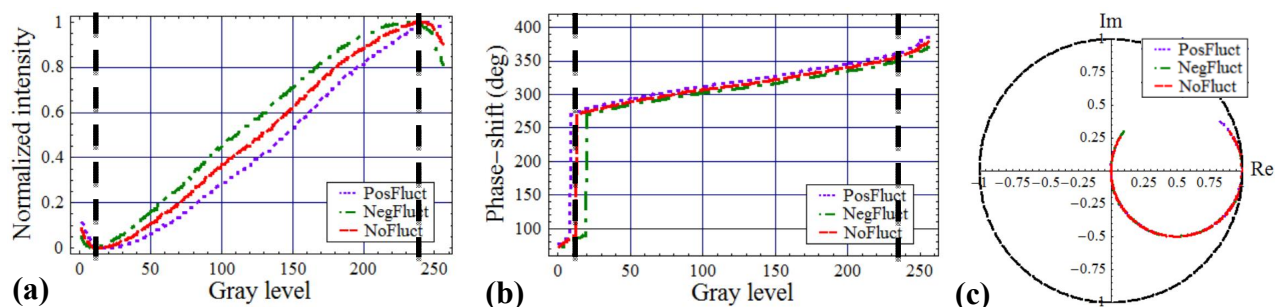 Normalized intensity
1
0.8
0.6
0.4
0.2
0
0 50 100 150 200 250
Gray level
PosFluct
NegFluct
NoFluct
(a)
Phase-shift (deg)
400
350
300
250
200
150
100
0 50 100 150 200 250
Gray level
PosFluct
NegFluct
NoFluct
(b)
Im
1
0.75
0.5
0.25
-1 -0.75 -0.5 -0.25 0.25 0.5 0.75 1
Re
-0.25
-0.5
-0.75
-1
PosFluct
NegFluct
NoFluct
(c)